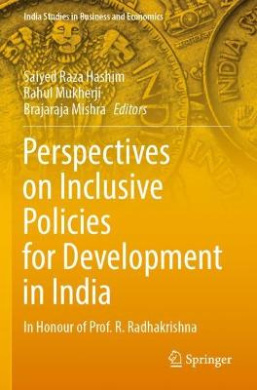 India Studies in Business and Economics
Saiyed Raza Hashim
Rahul Mukherji
Brajaraja Mishra Editors
Perspectives
on Inclusive
Policies
for Development
in India
In Honour of Prof. R. Radhakrishna
Springer